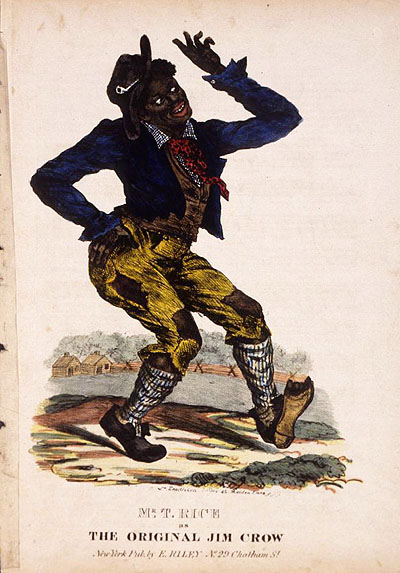 Mr. T. RICE
as
THE ORIGINAL JIM CROW
New York Pub. by E. RILEY No. 29 Chatham St.